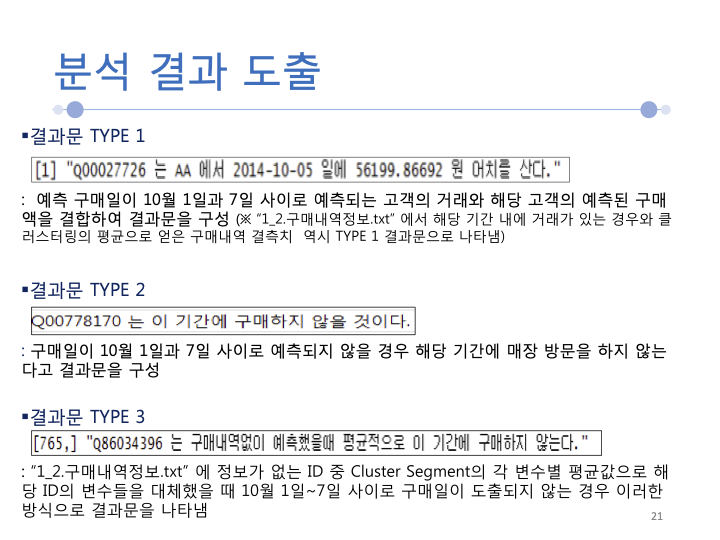 분석 결과 도출
▪결과문 TYPE 1
[1] "Q00027726 는 AA 에서 2014-10-05 일에 56199.86692 원 어치를 산다."
: 예측 구매일이 10월 1일과 7일 사이로 예측되는 고객의 거래와 해당 고객의 예측된 구매
액을 결합하여 결과문을 구성 (※ “1_2.구매내역정보.txt” 에서 해당 기간 내에 거래가 있는 경우와 클
러스터링의 평균으로 얻은 구매내역 결측치 역시 TYPE 1 결과문으로 나타냄)
▪결과문 TYPE 2
Q00778170 는 이 기간에 구매하지 않을 것이다.
: 구매일이 10월 1일과 7일 사이로 예측되지 않을 경우 해당 기간에 매장 방문을 하지 않는
다고 결과문을 구성
▪결과문 TYPE 3
[765,] "Q86034396 는 구매내역없이 예측했을때 평균적으로 이 기간에 구매하지 않는다."
: “1_2.구매내역정보.txt” 에 정보가 없는 ID 중 Cluster Segment의 각 변수별 평균값으로 해
당 ID의 변수들을 대체했을 때 10월 1일~7일 사이로 구매일이 도출되지 않는 경우 이러한
방식으로 결과문을 나타냄
21